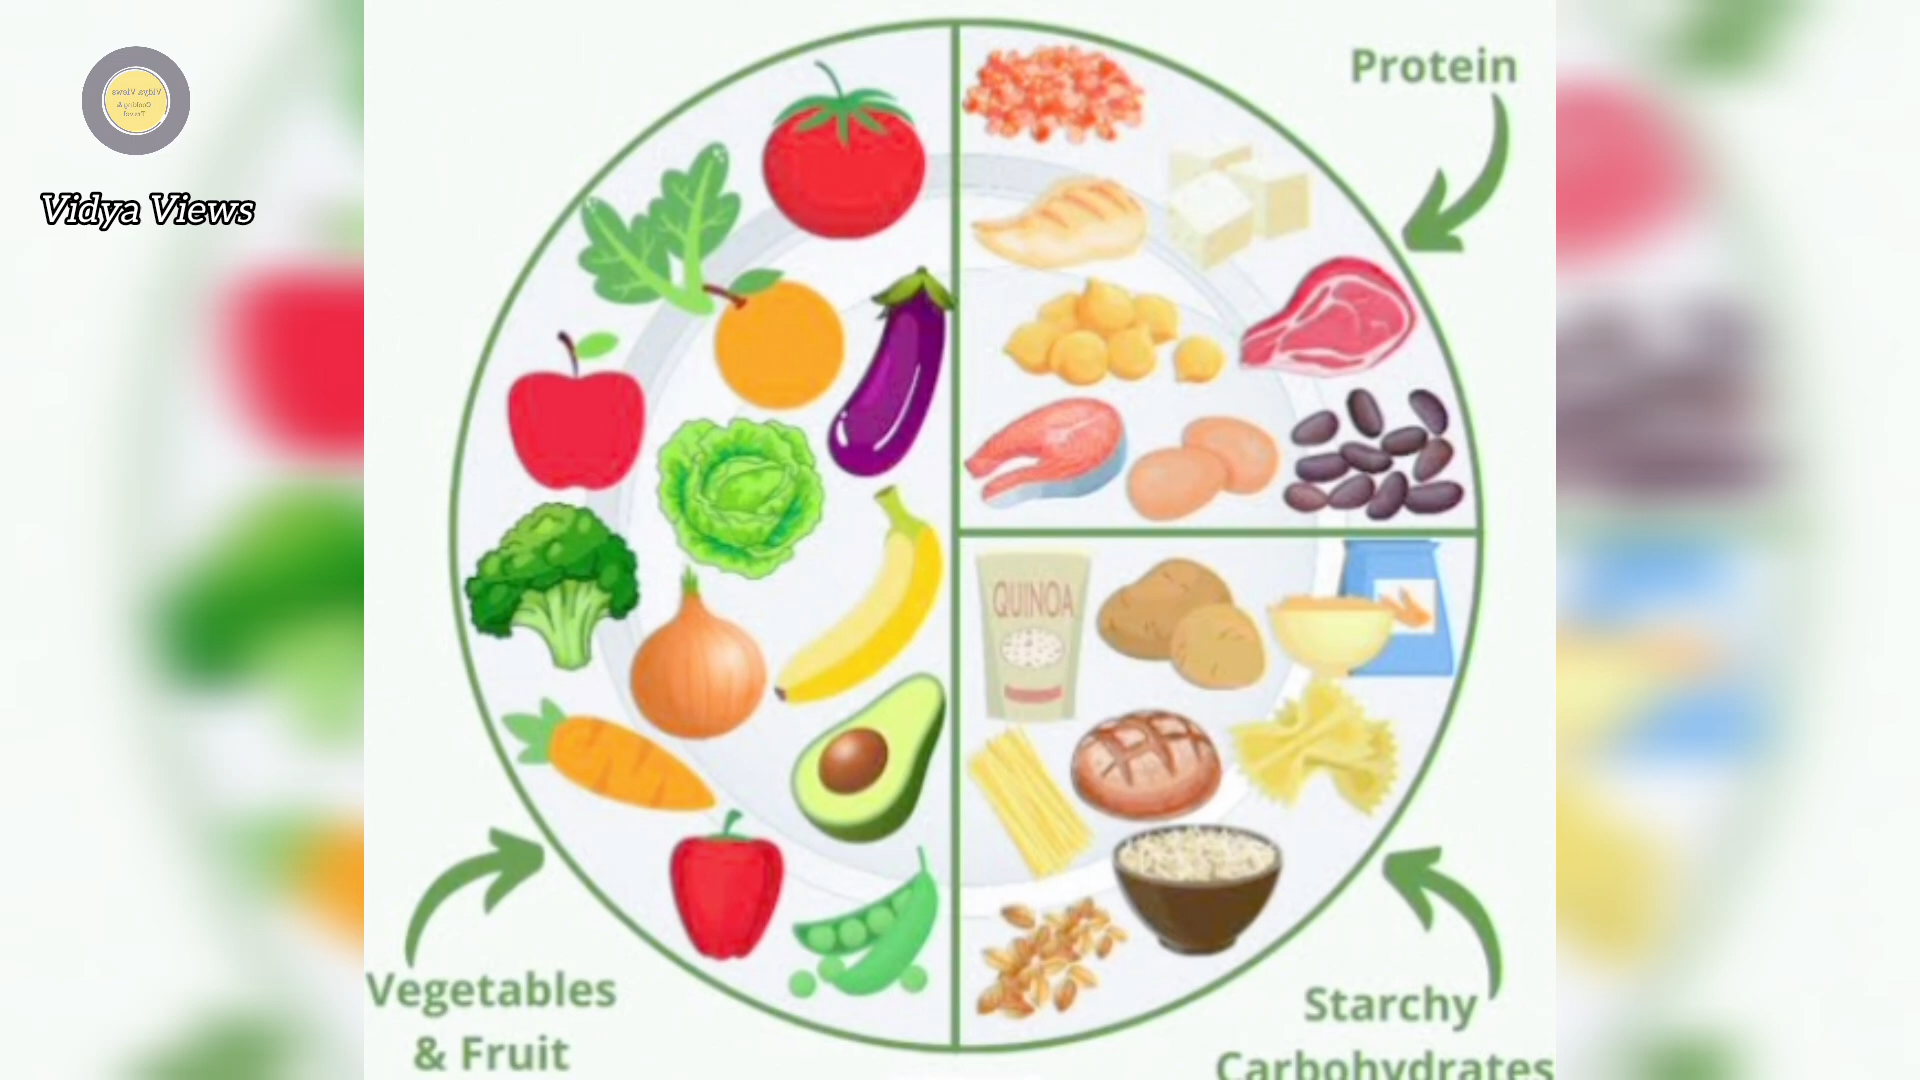 Vidya Views
Protein
QUINOA
Vegetables
& Fruit
Starchy
Carbohydrates